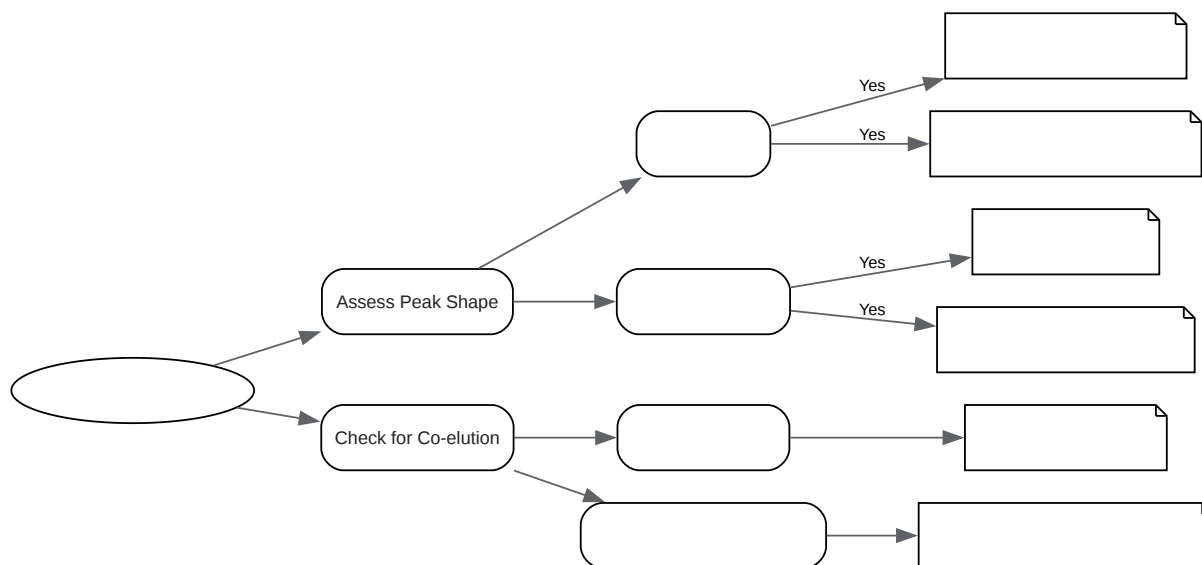 Yes
Yes
Yes
Assess Peak Shape
Yes
Check for Co-elution